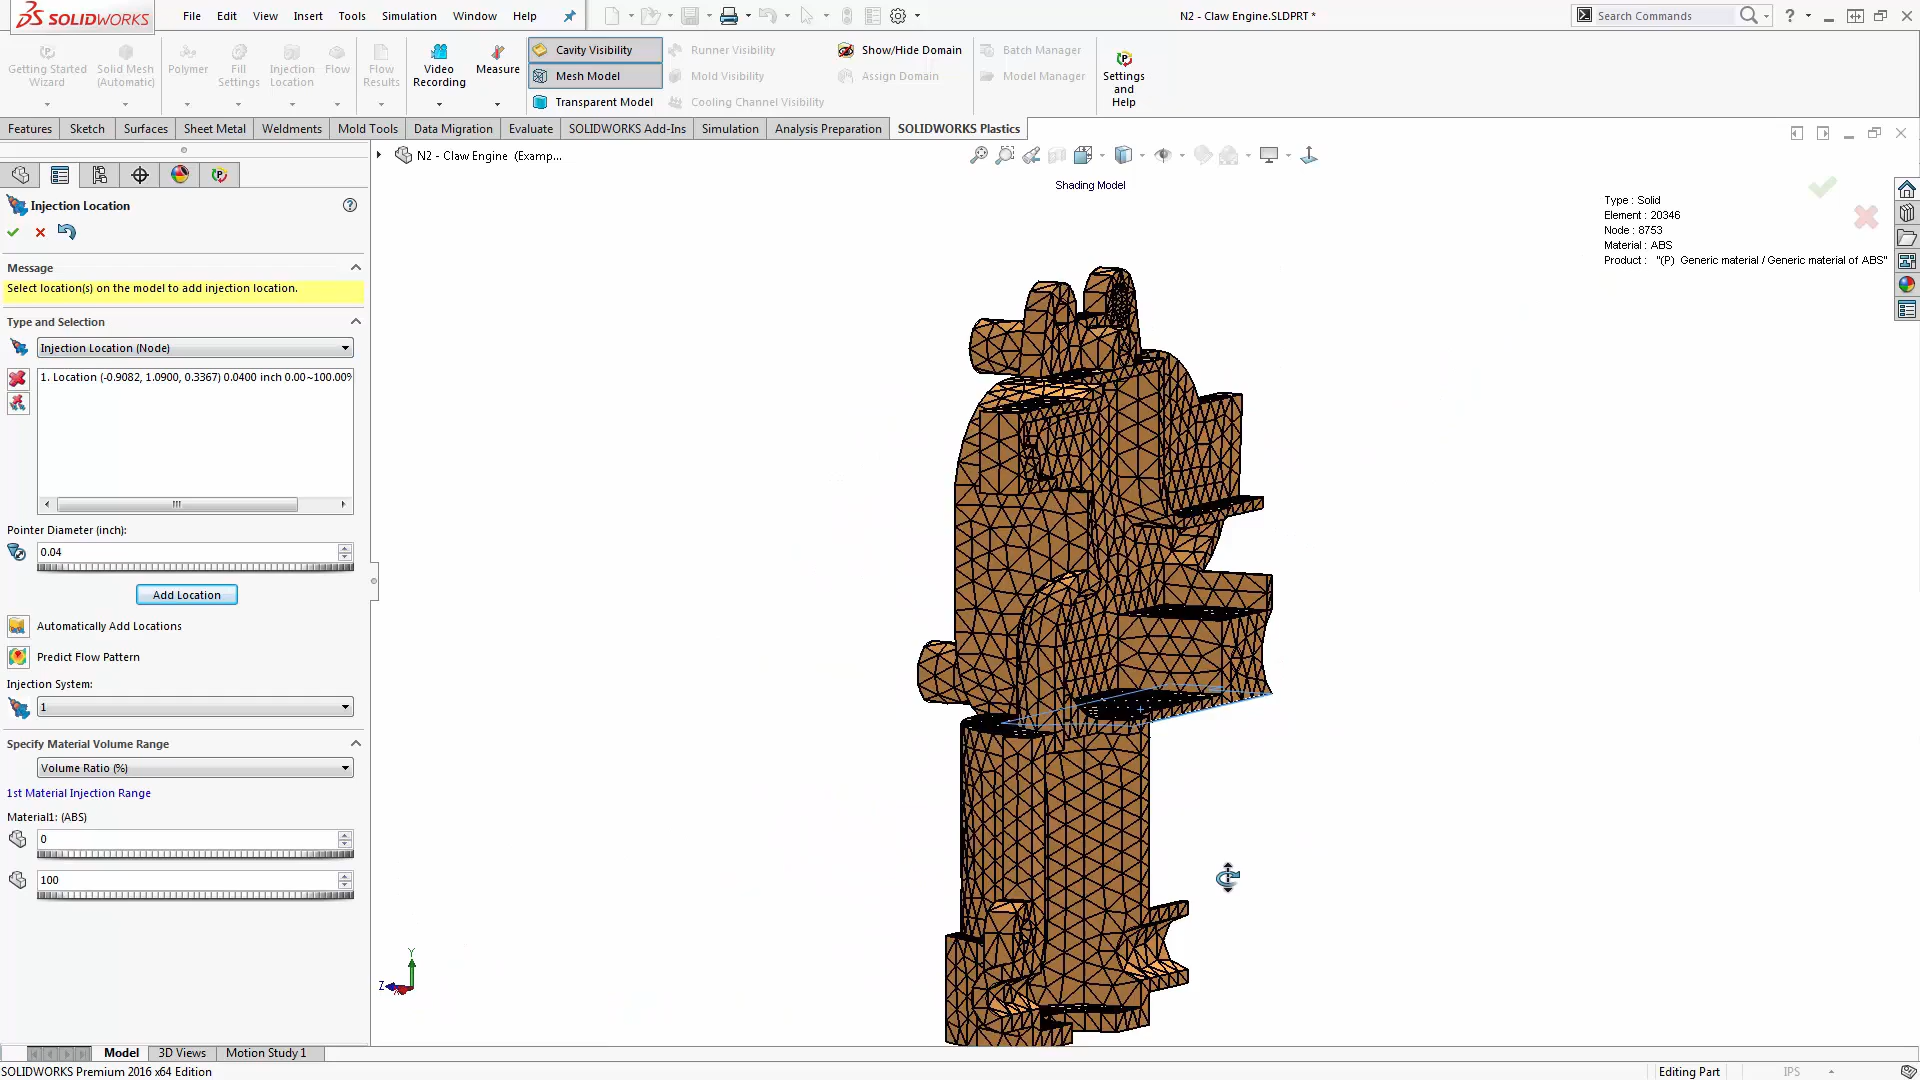 SOLIDWORKS
File Edit View Insert Tools Simulation Window Help
N2 - Claw Engine.SLDPRT *
Search Commands
Getting Started Wizard
Solid Mesh (Automatic)
Polymer
Fill Settings
Injection Location
Flow
Flow Results
Video Recording
Measure
Cavity Visibility
Mesh Model
Transparent Model
Runner Visibility
Mold Visibility
Cooling Channel Visibility
Show/Hide Domain
Assign Domain
Batch Manager
Model Manager
Settings and Help
Features Sketch Surfaces Sheet Metal Weldments Mold Tools Data Migration Evaluate SOLIDWORKS Add-Ins Simulation Analysis Preparation SOLIDWORKS Plastics
N2 - Claw Engine (Examp...
Shading Model
Type : Solid
Element : 20346
Node : 8753
Material : ABS
Product : "(P) Generic material / Generic material of ABS"
Injection Location
Message
Select location(s) on the model to add injection location.
Type and Selection
Injection Location (Node)
1. Location (-0.9082, 1.0900, 0.3367) 0.0400 inch 0.00~100.00%
Pointer Diameter (inch):
0.04
Add Location
Automatically Add Locations
Predict Flow Pattern
Injection System:
1
Specify Material Volume Range
Volume Ratio (%)
1st Material Injection Range
Material1: (ABS)
0
100
Y
Z
Model 3D Views Motion Study 1
SOLIDWORKS Premium 2016 x64 Edition
Editing Part
IPS